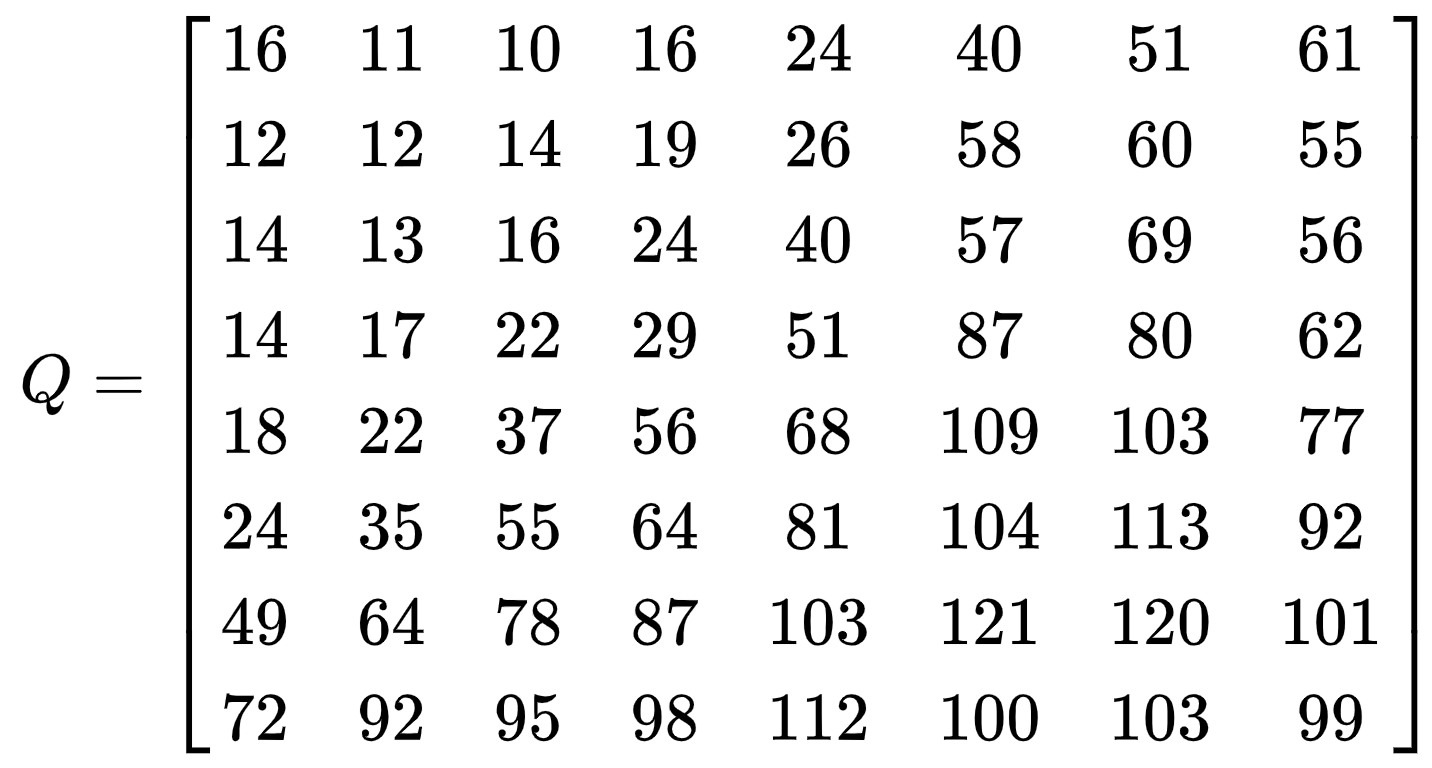 16 11 10 16 24 40 51 61
12 12 14 19 26 58 60 55
14 13 16 24 40 57 69 56
14 17 22 29 51 87 80 62
Q =
18 22 37 56 68 109 103 77
24 35 55 64 81 104 113 92
49 64 78 87 103 121 120 101
72 92 95 98 112 100 103 99